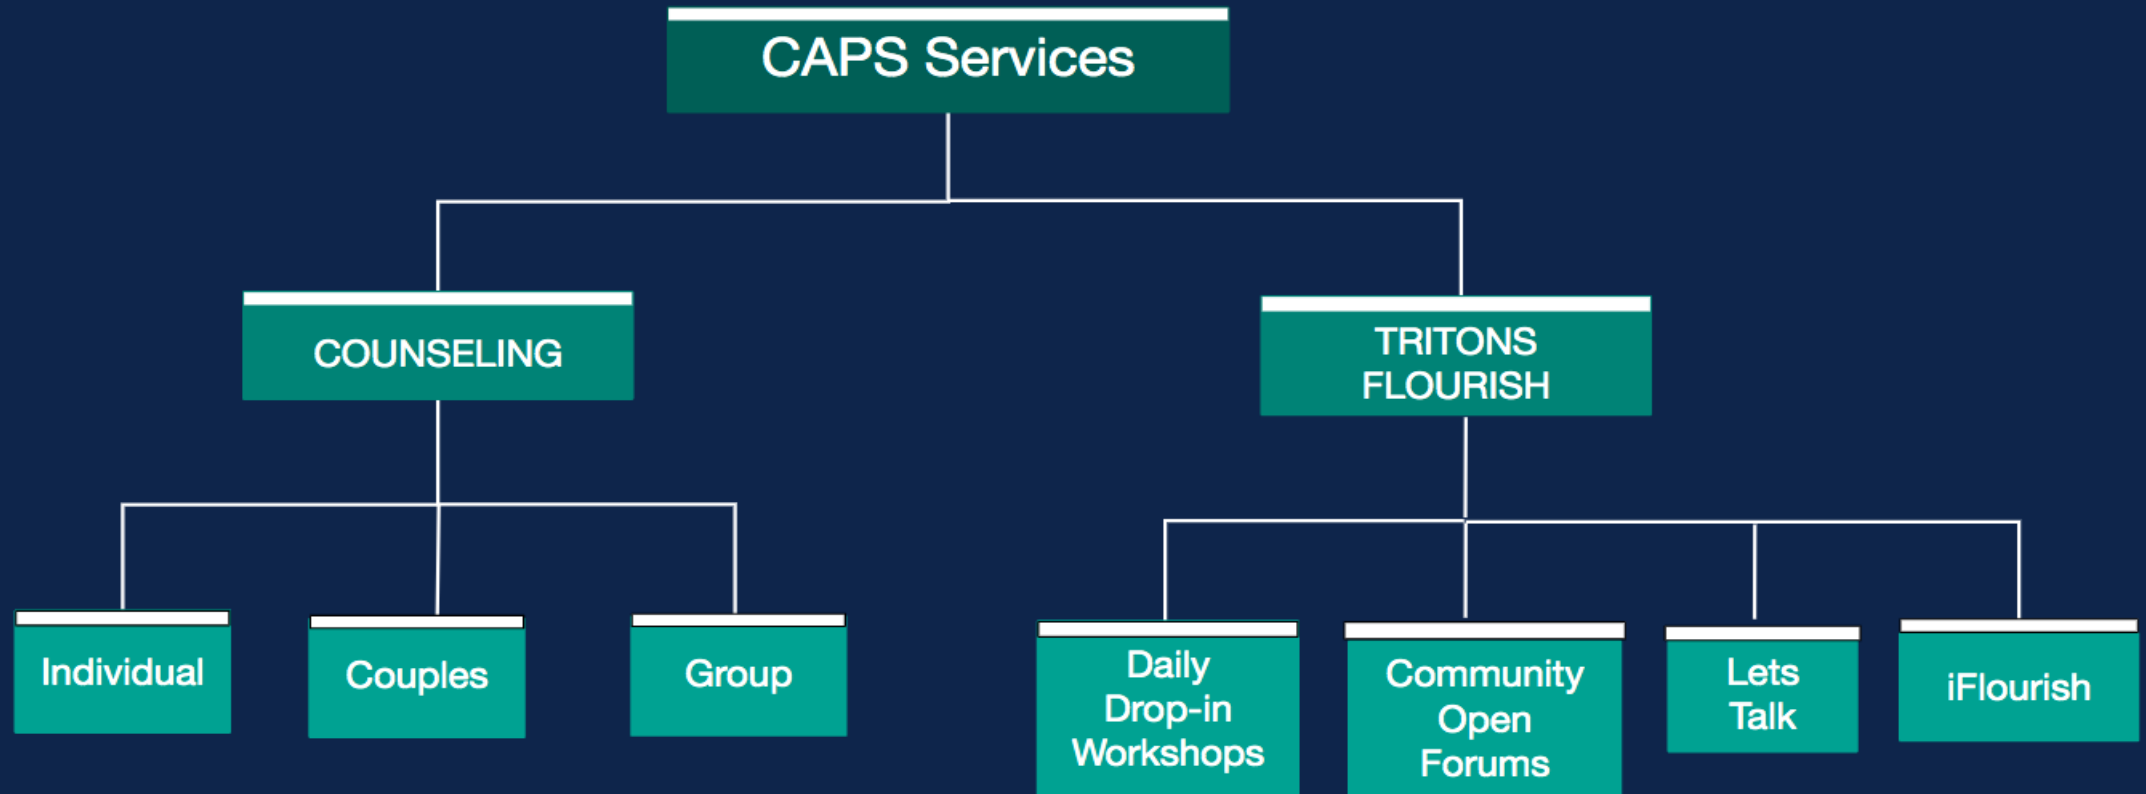 CAPS Services
COUNSELING
TRITONS
FLOURISH
Individual
Couples
Group
Daily
Drop-in
Workshops
Community
Open
Forums
Lets
Talk
iFlourish